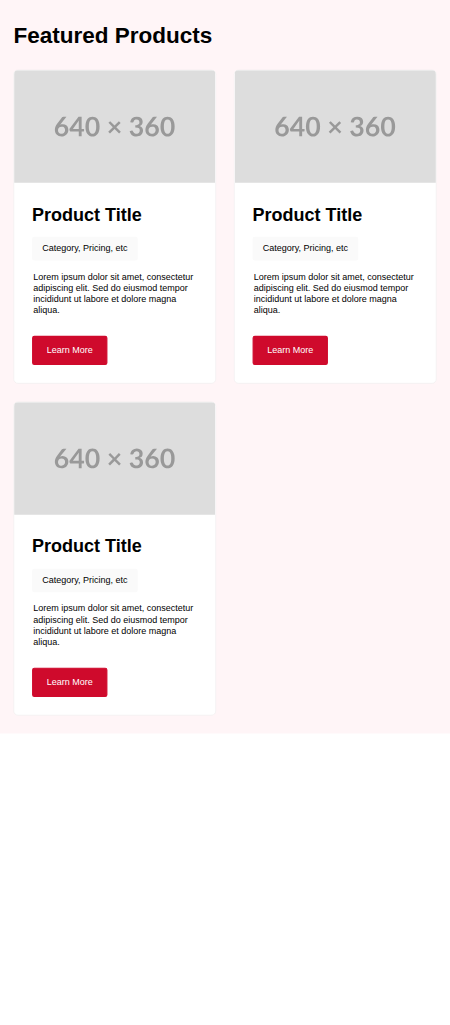 Featured Products
640 × 360
Product Title
Category, Pricing, etc
Lorem ipsum dolor sit amet, consectetur
adipiscing elit. Sed do eiusmod tempor
incididunt ut labore et dolore magna
aliqua.
Learn More
640 × 360
Product Title
Category, Pricing, etc
Lorem ipsum dolor sit amet, consectetur
adipiscing elit. Sed do eiusmod tempor
incididunt ut labore et dolore magna
aliqua.
Learn More
640 × 360
Product Title
Category, Pricing, etc
Lorem ipsum dolor sit amet, consectetur
adipiscing elit. Sed do eiusmod tempor
incididunt ut labore et dolore magna
aliqua.
Learn More